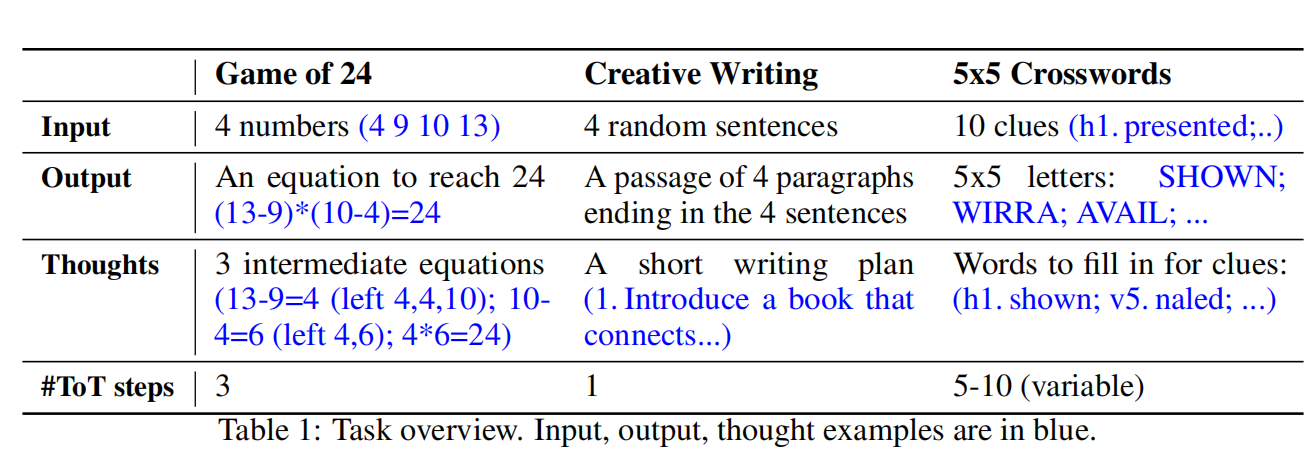 Game of 24 Creative Writing 5x5 Crosswords
Input 4 numbers (4 9 10 13) 4 random sentences 10 clues (h1. presented;..)
Output An equation to reach 24 A passage of 4 paragraphs 5x5 letters: SHOWN;
(13-9)*(10-4)=24 ending in the 4 sentences WIRRA; AVAIL; ...
Thoughts 3 intermediate equations A short writing plan Words to fill in for clues:
(13-9=4 (left 4,4,10); 10- (1. Introduce a book that (h1. shown; v5. naled; ...)
4=6 (left 4,6); 4*6=24) connects...)
#ToT steps 3 1 5-10 (variable)
Table 1: Task overview. Input, output, thought examples are in blue.